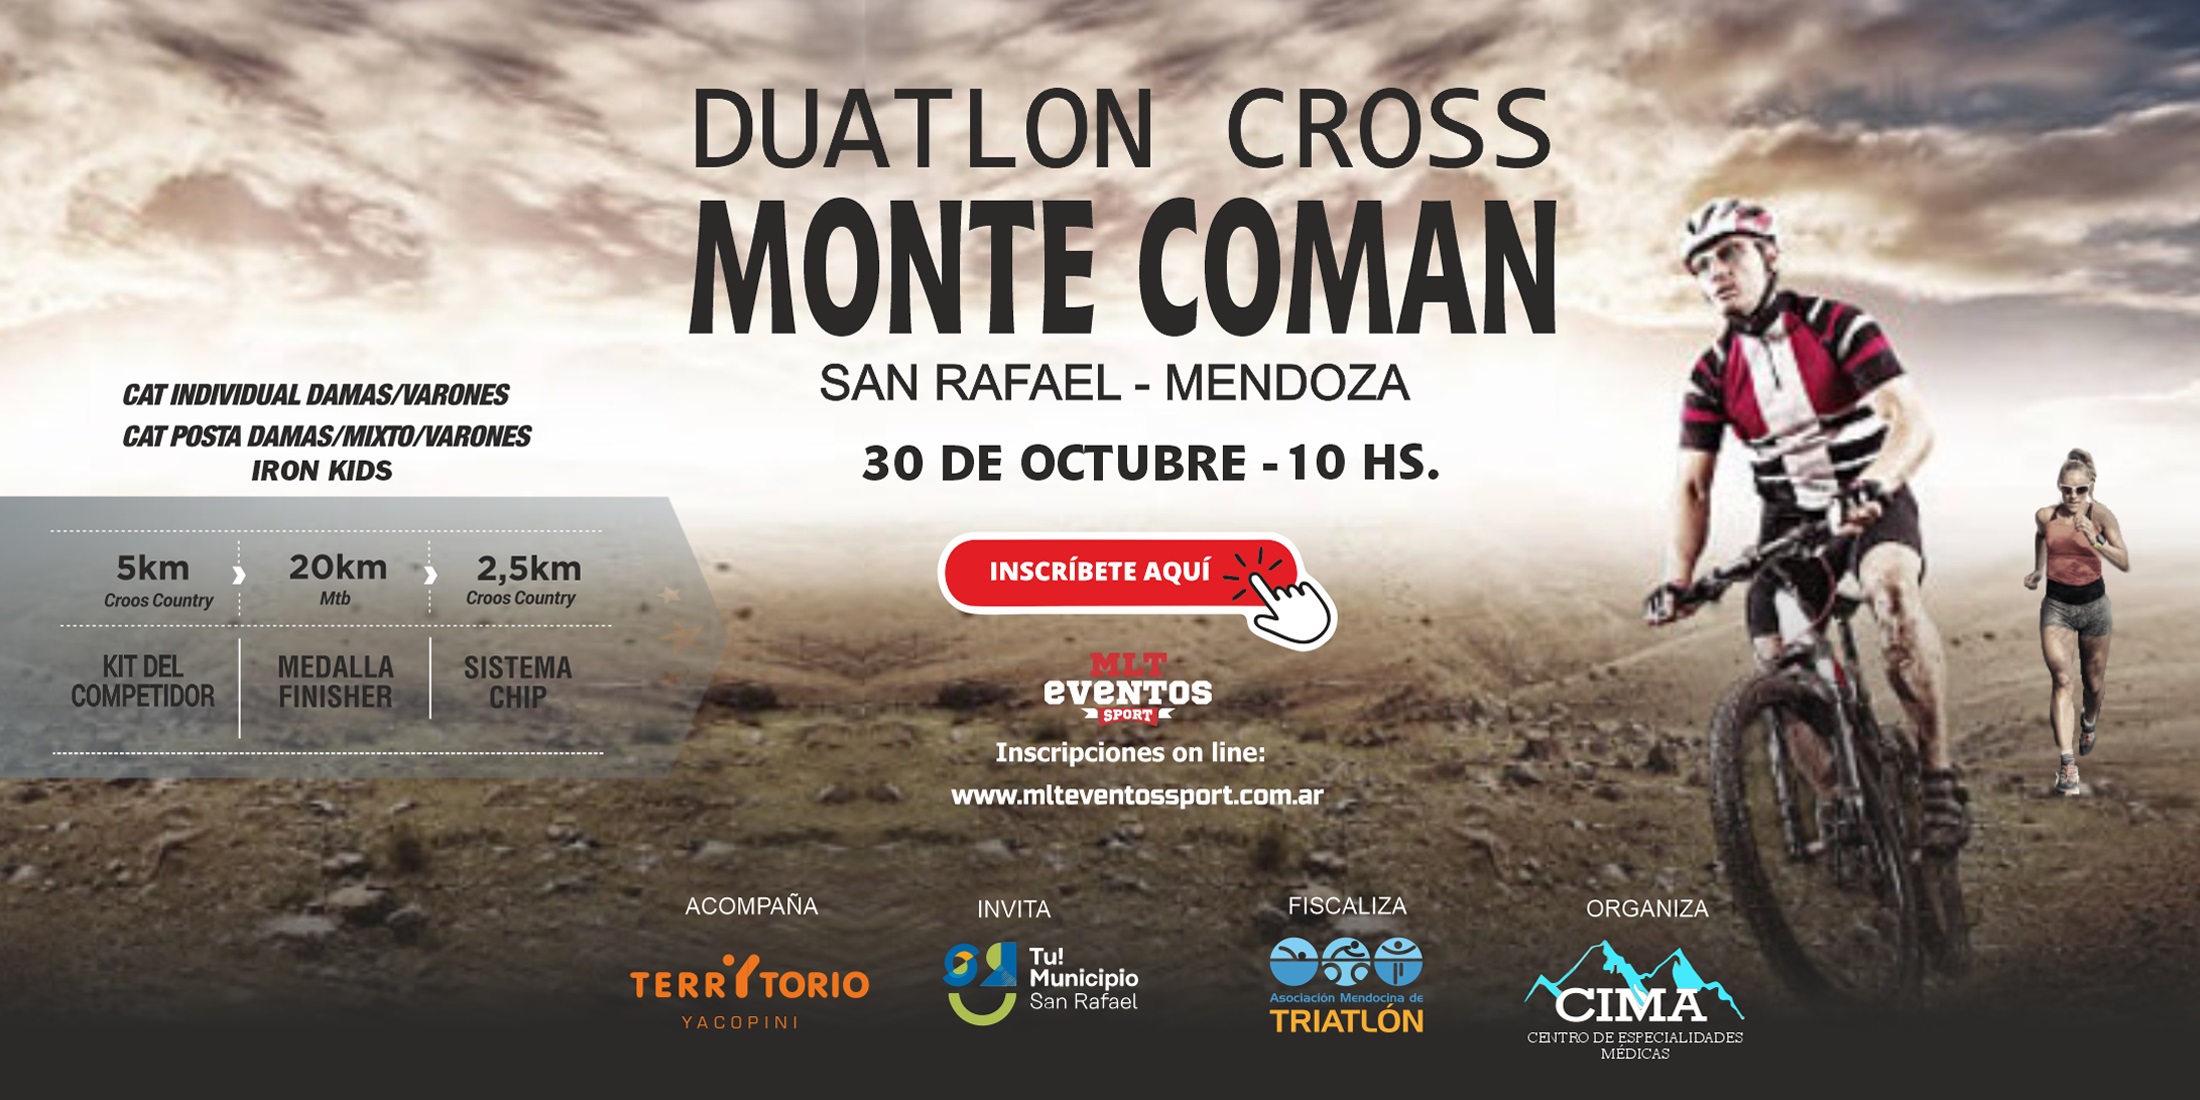 DUATLON CROSS
MONTE COMAN
SAN RAFAEL - MENDOZA
30 DE OCTUBRE - 10 HS.
CAT INDIVIDUAL DAMAS/VARONES
CAT POSTA DAMAS/MIXTO/VARONES
IRON KIDS
5km
Croos Country
20km
Mtb
2,5km
Croos Country
KIT DEL
COMPETIDOR
MEDALLA
FINISHER
SISTEMA
CHIP
INSCRÍBETE AQUÍ
MLT
eVeNTOS
SPORT
Inscripciones on line:
www.mlteventossport.com.ar
ACOMPAÑA
TERRYTORIO
YACOPINI
INVITA
Tu!
Municipio
San Rafael
FISCALIZA
Asociación Mendocina de
TRIATLÓN
ORGANIZA
CIMA
CENTRO DE ESPECIALIDADES
MÉDICAS